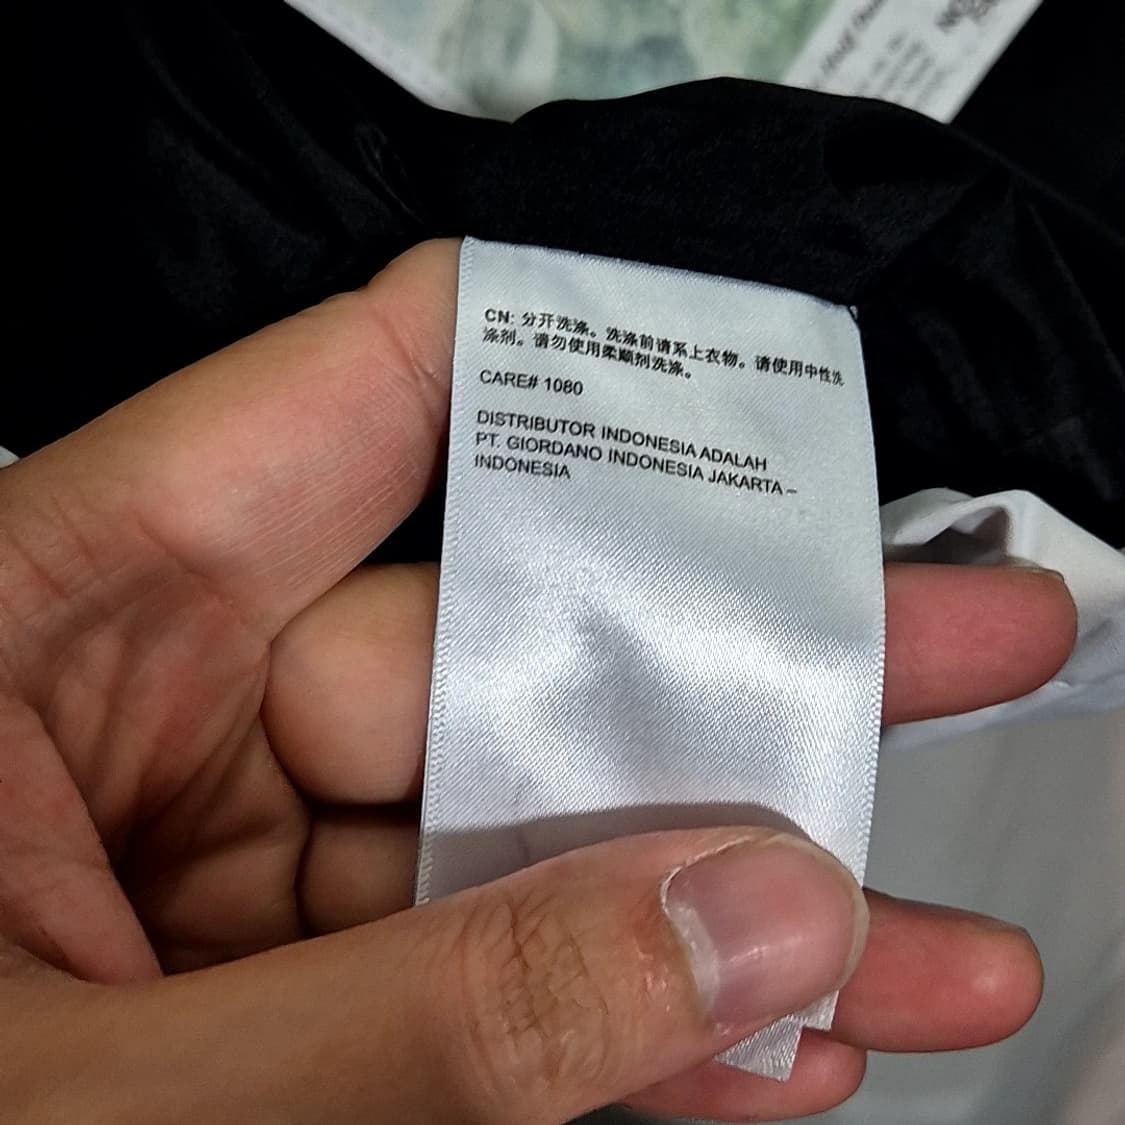 CN: 分开洗涤。洗涤前请系上衣物。请使用中性洗
涤剂。请勿使用柔顺剂洗涤。
CARE# 1080
DISTRIBUTOR INDONESIA ADALAH
PT. GIORDANO INDONESIA JAKARTA –
INDONESIA